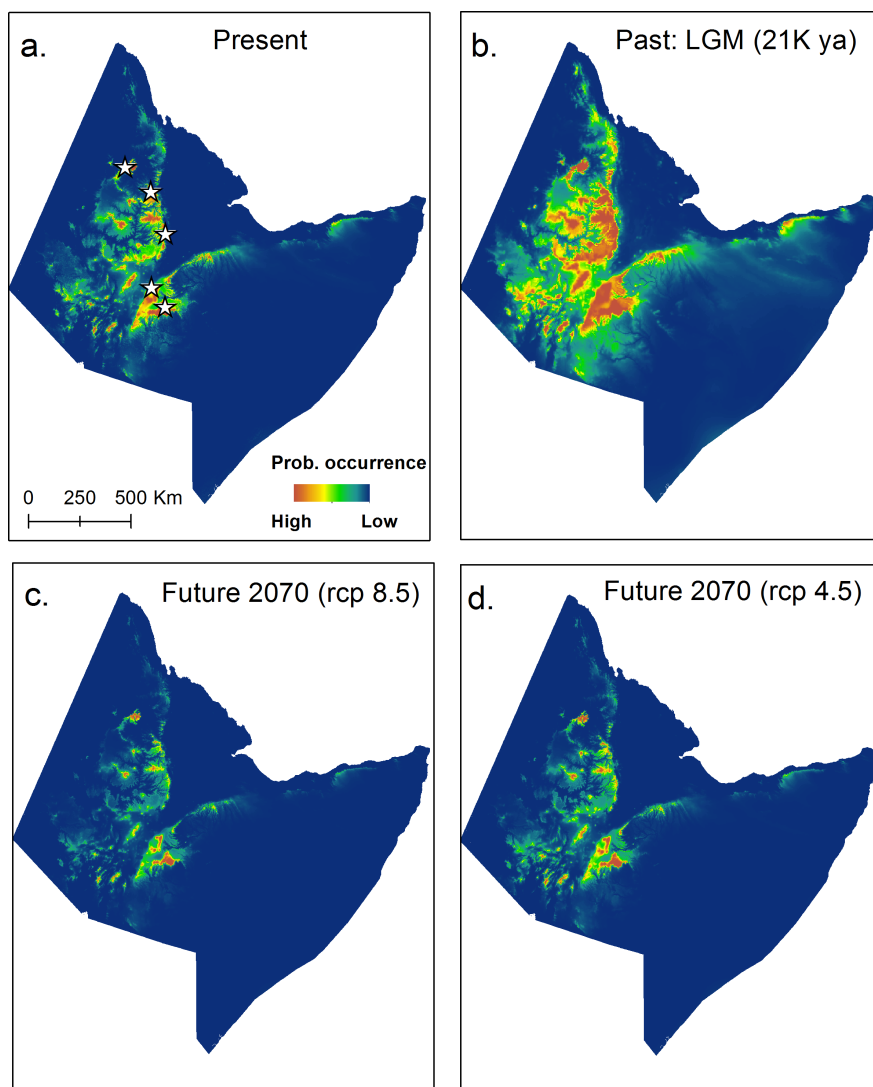 a.
Present
b.
Past: LGM (21K ya)
Prob. occurrence
0 250 500 Km
High Low
c.
Future 2070 (rcp 8.5)
d.
Future 2070 (rcp 4.5)